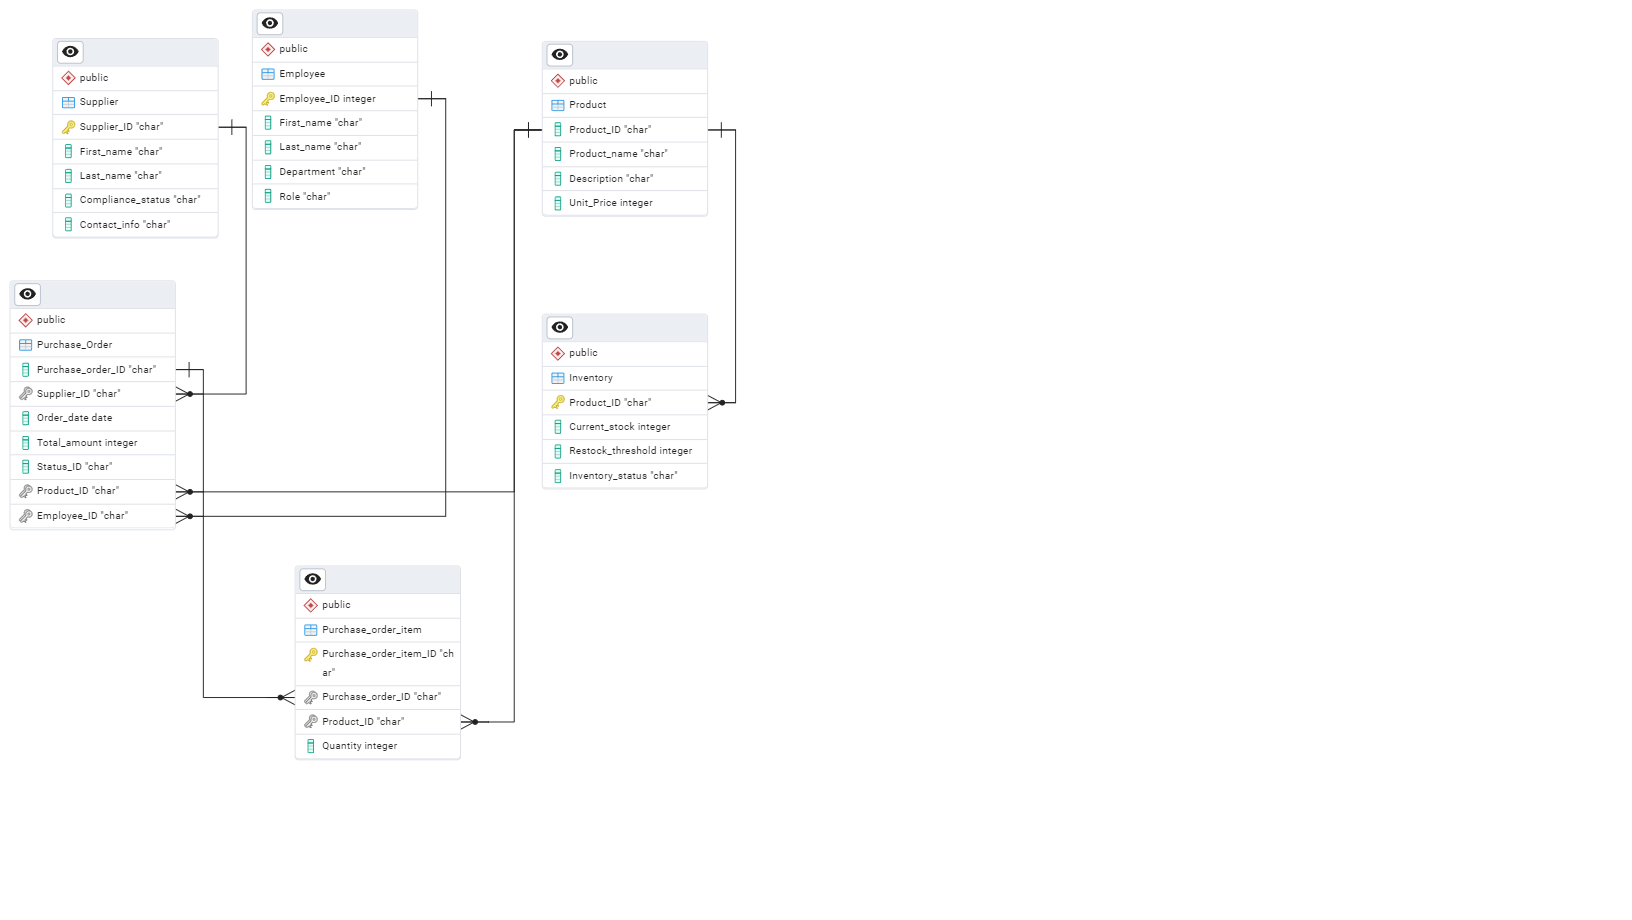 public
Supplier
Supplier_ID "char"
First_name "char"
Last_name "char"
Compliance_status "char"
Contact_info "char"
public
Employee
Employee_ID integer
First_name "char"
Last_name "char"
Department "char"
Role "char"
public
Product
Product_ID "char"
Product_name "char"
Description "char"
Unit_Price integer
public
Purchase_Order
Purchase_order_ID "char"
Supplier_ID "char"
Order_date date
Total_amount integer
Status_ID "char"
Product_ID "char"
Employee_ID "char"
public
Inventory
Product_ID "char"
Current_stock integer
Restock_threshold integer
Inventory_status "char"
public
Purchase_order_item
Purchase_order_item_ID "ch
ar"
Purchase_order_ID "char"
Product_ID "char"
Quantity integer